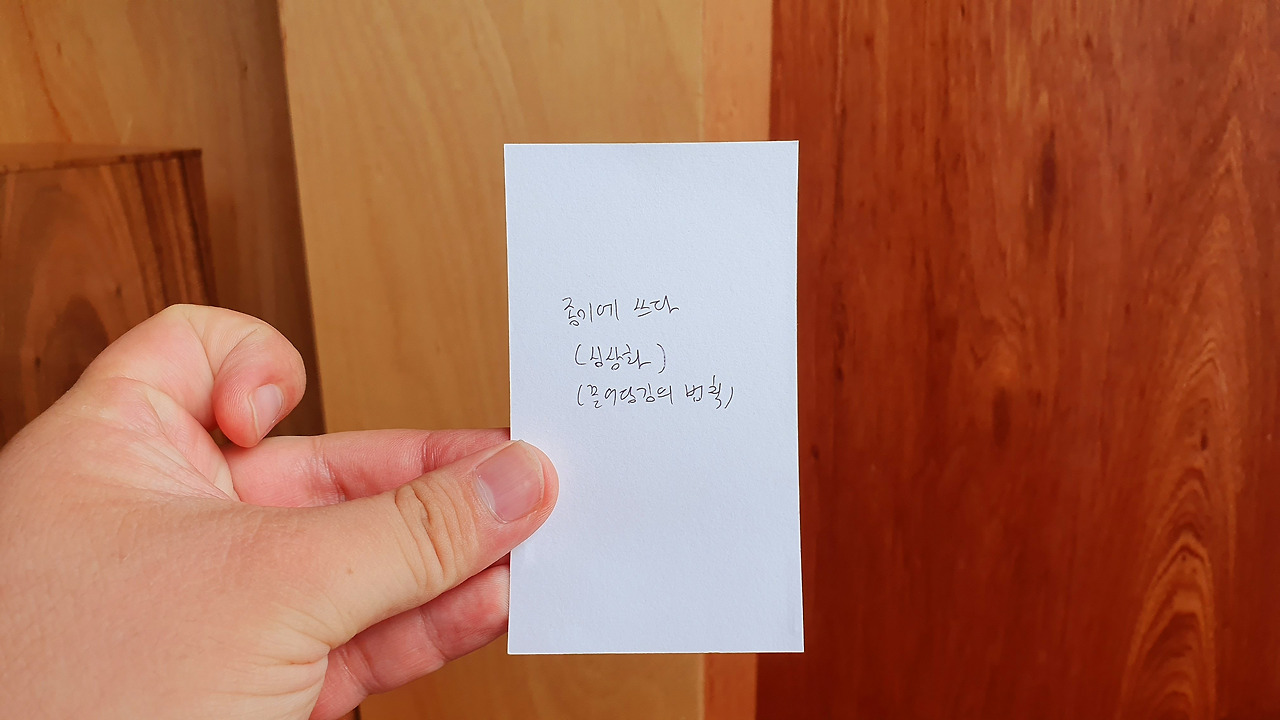 종이에 쓰다
(심상화)
(끌어당김의 법칙)